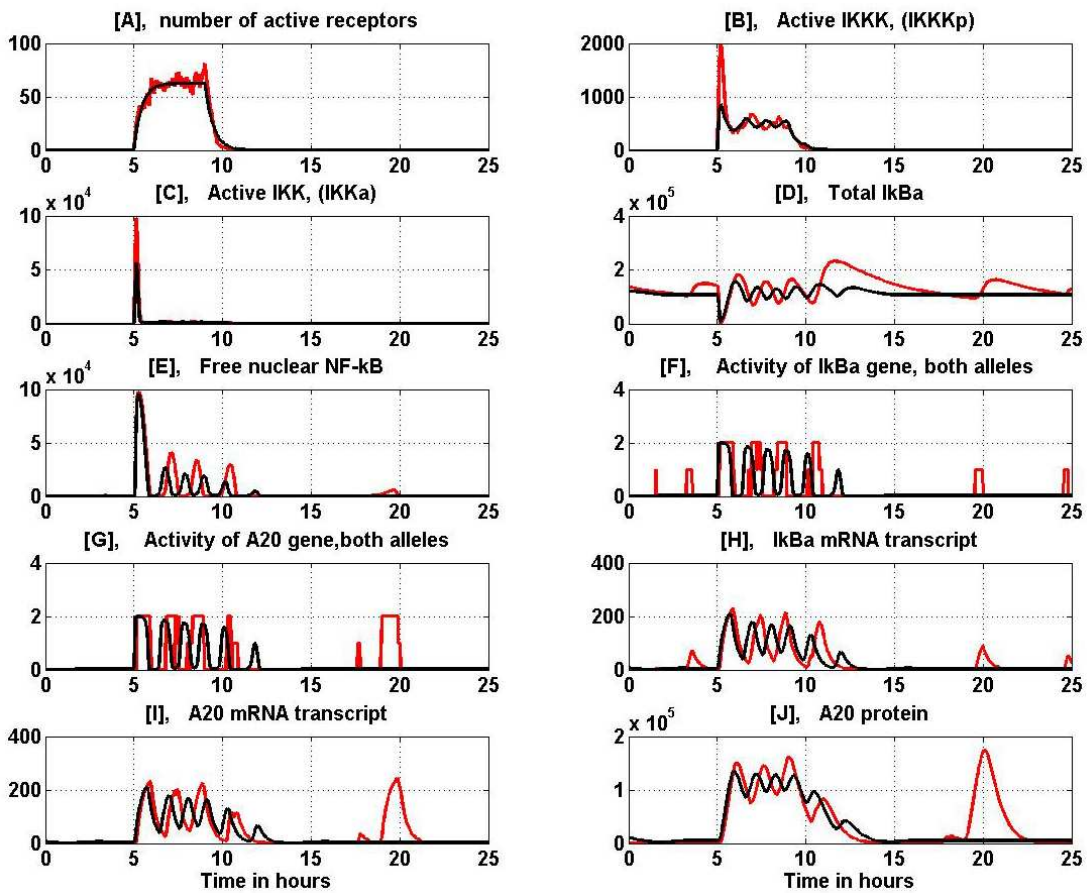 [A], number of active receptors
100
50
0
0 5 10 15 20 25
[B], Active IKKK, (IKKKp)
2000
1000
0
0 5 10 15 20 25
[C], Active IKK, (IKKa)
x 10^4
10
5
0
0 5 10 15 20 25
[D], Total IkBa
x 10^5
4
2
0
0 5 10 15 20 25
[E], Free nuclear NF-kB
x 10^4
10
5
0
0 5 10 15 20 25
[F], Activity of IkBa gene, both alleles
4
2
0
0 5 10 15 20 25
[G], Activity of A20 gene,both alleles
4
2
0
0 5 10 15 20 25
[H], IkBa mRNA transcript
400
200
0
0 5 10 15 20 25
[I], A20 mRNA transcript
400
200
0
0 5 10 15 20 25
Time in hours
[J], A20 protein
x 10^5
2
1
0
0 5 10 15 20 25
Time in hours